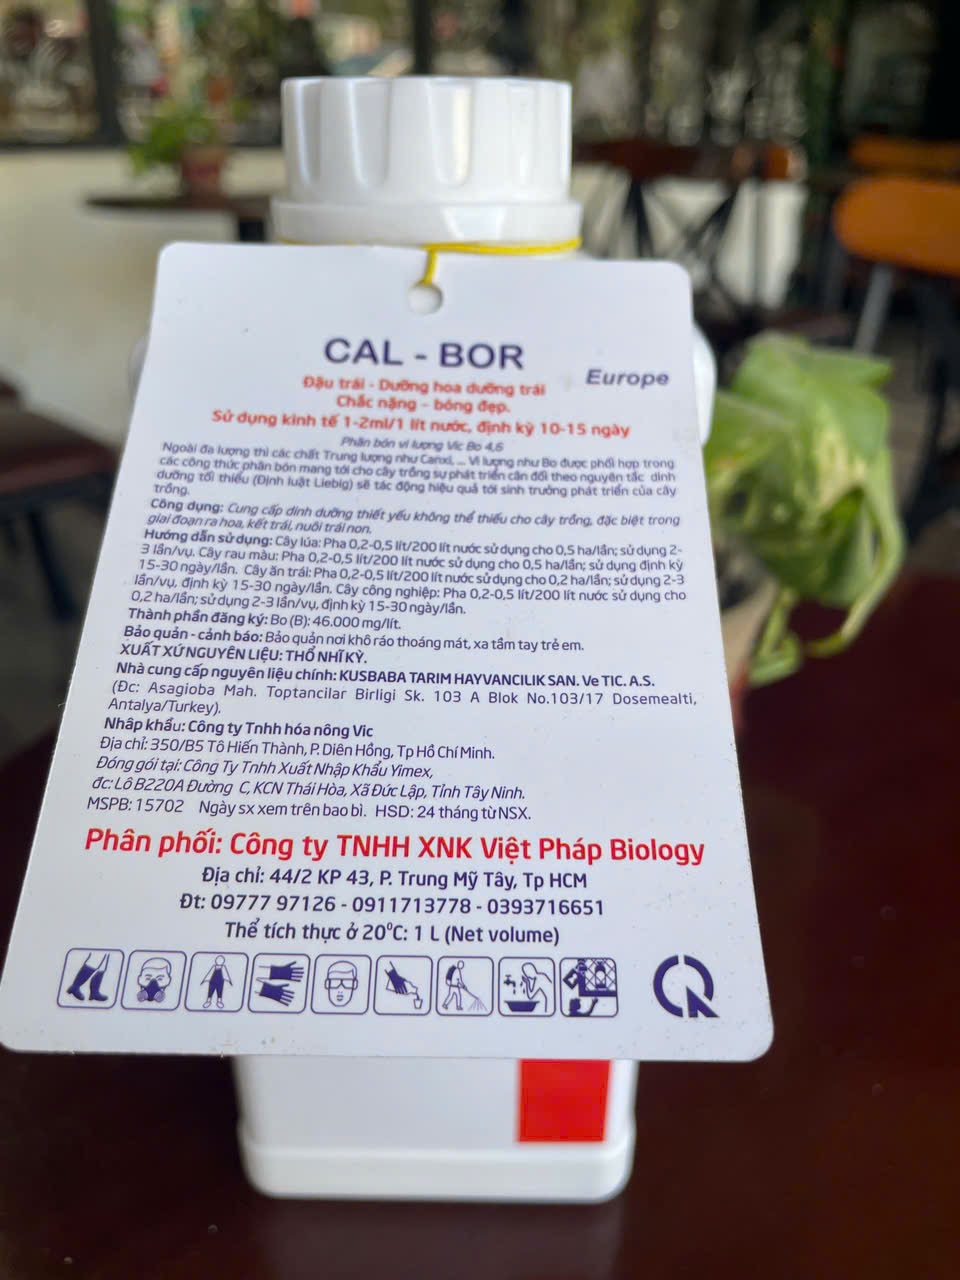 CAL - BOR
Europe
Đậu trái - Dưỡng hoa dưỡng trái
Chắc nặng - bóng đẹp.
Sử dụng kinh tế 1-2ml/1 lít nước, định kỳ 10-15 ngày
Phân bón vi lượng Vic Bo 4,6
Ngoài đa lượng thì các chất Trung lượng như Canxi, ... Vi lượng như Bo được phối hợp trong
các công thức phân bón mang tới cho cây trồng sự phát triển cân đối theo nguyên tắc dinh
dưỡng tối thiểu (Định luật Liebig) sẽ tác động hiệu quả tới sinh trưởng phát triển của cây
trồng.
Công dụng: Cung cấp dinh dưỡng thiết yếu không thể thiếu cho cây trồng, đặc biệt trong
giai đoạn ra hoa, kết trái, nuôi trái non.
Hướng dẫn sử dụng: Cây lúa: Pha 0,2-0,5 lít/200 lít nước sử dụng cho 0,5 ha/lần; sử dụng 2-
3 lần/vụ. Cây rau màu: Pha 0,2-0,5 lít/200 lít nước sử dụng cho 0,5 ha/lần; sử dụng định kỳ
15-30 ngày/lần. Cây ăn trái: Pha 0,2-0,5 lít/200 lít nước sử dụng cho 0,2 ha/lần; sử dụng 2-3
lần/vụ, định kỳ 15-30 ngày/lần. Cây công nghiệp: Pha 0,2-0,5 lít/200 lít nước sử dụng cho
0,2 ha/lần; sử dụng 2-3 lần/vụ, định kỳ 15-30 ngày/lần.
Thành phần đăng ký: Bo (B): 46.000 mg/lít.
Bảo quản - cảnh báo: Bảo quản nơi khô ráo thoáng mát, xa tầm tay trẻ em.
XUẤT XỨ NGUYÊN LIỆU: THỔ NHĨ KỲ.
Nhà cung cấp nguyên liệu chính: KUSBABA TARIM HAYVANCILIK SAN. Ve TIC. A.S.
(Đc: Asagioba Mah. Toptancilar Birligi Sk. 103 A Blok No.103/17 Dosemealti,
Antalya/Turkey).
Nhập khẩu: Công ty Tnhh hóa nông Vic
Địa chỉ: 350/B5 Tô Hiến Thành, P. Diên Hồng, Tp Hồ Chí Minh.
Đóng gói tại: Công Ty Tnhh Xuất Nhập Khẩu Yimex,
đc: Lô B220A Đường C, KCN Thái Hòa, Xã Đức Lập, Tỉnh Tây Ninh.
MSPB: 15702 Ngày sx xem trên bao bì. HSD: 24 tháng từ NSX.
Phân phối: Công ty TNHH XNK Việt Pháp Biology
Địa chỉ: 44/2 KP 43, P. Trung Mỹ Tây, Tp HCM
Đt: 09777 97126 - 0911713778 - 0393716651
Thể tích thực ở 20⁰C: 1 L (Net volume)